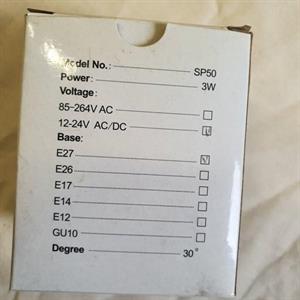 Model No.: SP50
Power: 3W
Voltage:
85-264V AC
12-24V AC/DC
Base:
E27
E26
E17
E14
E12
GU10
Degree 30°